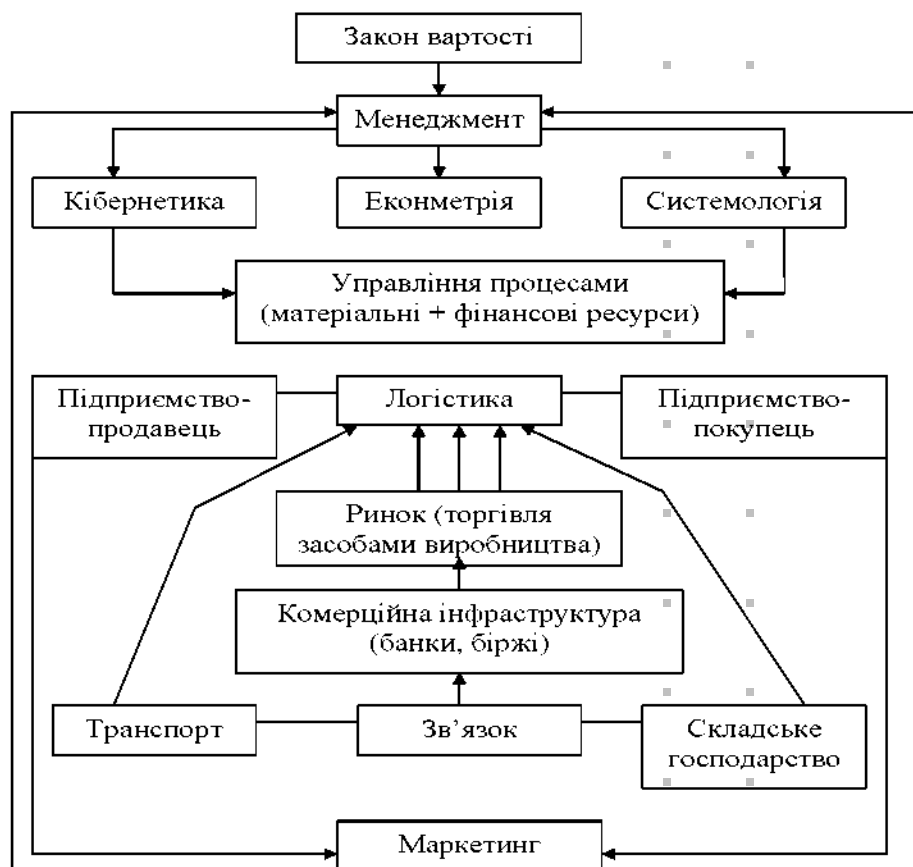 Закон вартості
Менеджмент
Кібернетика
Економетрія
Системологія
Управління процесами
(матеріальні + фінансові ресурси)
Підприємство-
продавець
Логістика
Підприємство-
покупець
Ринок (торгівля
засобами виробництва)
Комерційна інфраструктура
(банки, біржі)
Транспорт
Зв’язок
Складське
господарство
Маркетинг